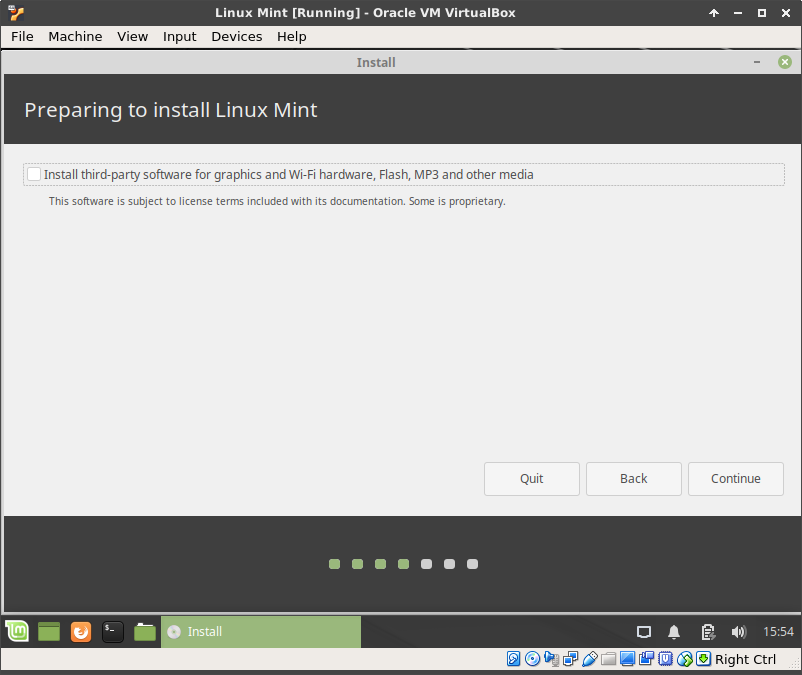 Linux Mint [Running] - Oracle VM VirtualBox
File Machine View Input Devices Help
Install
Preparing to install Linux Mint
Install third-party software for graphics and Wi-Fi hardware, Flash, MP3 and other media
This software is subject to license terms included with its documentation. Some is proprietary.
Quit Back Continue
Install 15:54
Right Ctrl